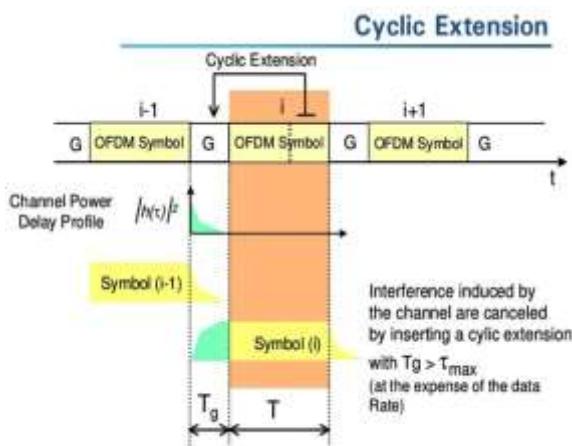 Cyclic Extension
Cyclic Extension
i-1
i
i+1
G OFDM Symbol G OFDM Symbol G OFDM Symbol G
t
Channel Power
Delay Profile
|h(τ)|²
Symbol (i-1)
Interference induced by
the channel are canceled
by inserting a cylic extension
with Tg > τmax
(at the expense of the data
Rate)
Symbol (i)
Tg
T